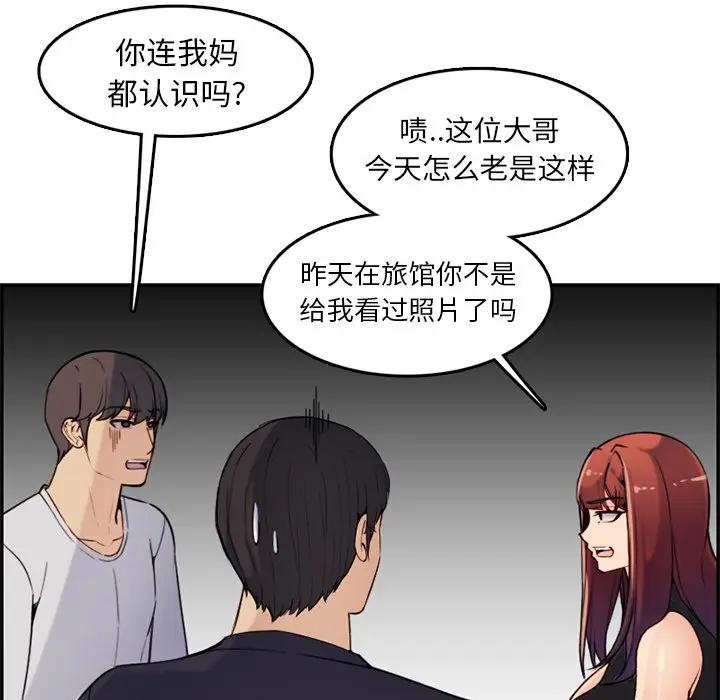 你连我妈
都认识吗?
啧..这位大哥
今天怎么老是这样
昨天在旅馆你不是
给我看过照片了吗